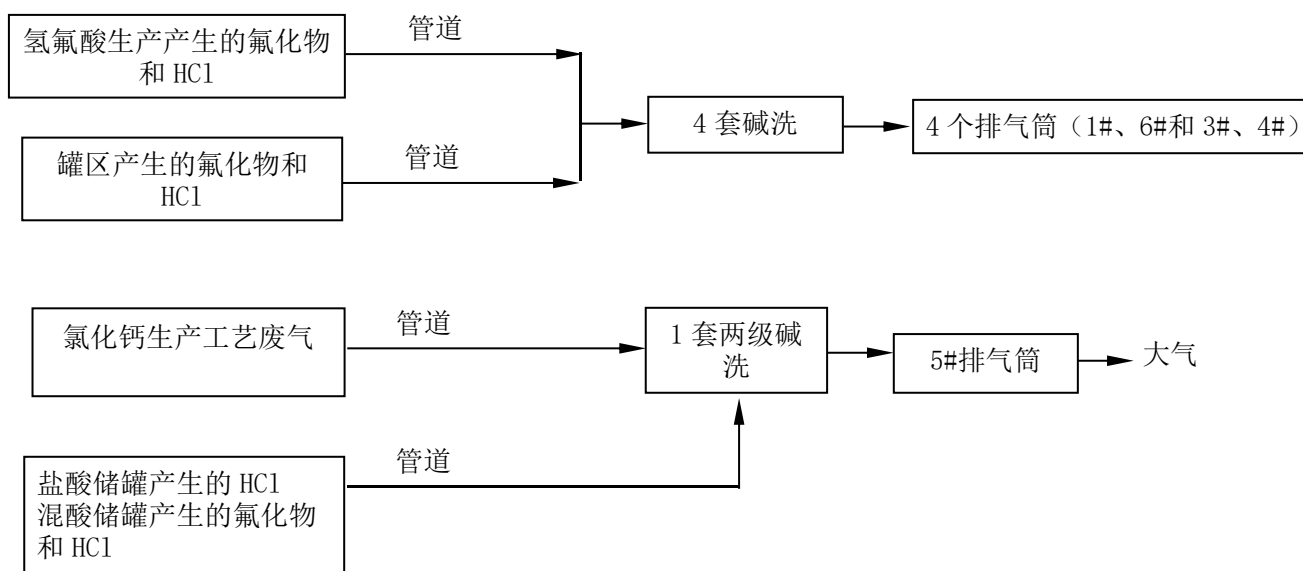 管道
氢氟酸生产产生的氟化物
和 HCl
4 套碱洗
4 个排气筒（1#、6#和 3#、4#）
管道
罐区产生的氟化物和
HCl
管道
氯化钙生产工艺废气
1 套两级碱
洗
5#排气筒
大气
管道
盐酸储罐产生的 HCl
混酸储罐产生的氟化物
和 HCl